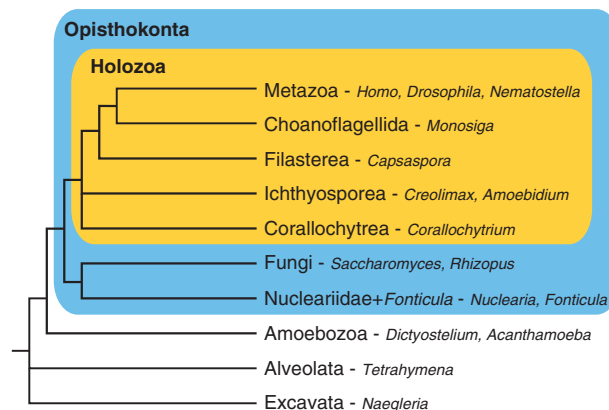 Opisthokonta
Holozoa
Metazoa - Homo, Drosophila, Nematostella
Choanoflagellida - Monosiga
Filasterea - Capsaspora
Ichthyosporea - Creolimax, Amoebidium
Corallochytrea - Corallochytrium
Fungi - Saccharomyces, Rhizopus
Nucleariidae+Fonticula - Nuclearia, Fonticula
Amoebozoa - Dictyostelium, Acanthamoeba
Alveolata - Tetrahymena
Excavata - Naegleria